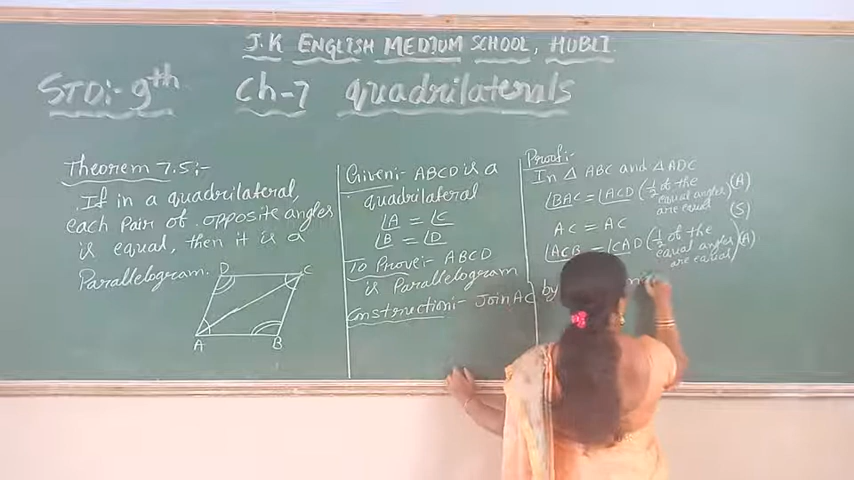 J.K ENGLISH MEDIUM SCHOOL, HUBLI.
STD:- 9th Ch-7 quadrilaterals
Theorem 7.5:-
If in a quadrilateral,
each Pair of opposite angles
is equal, then it is a
Parallelogram.
D C
A B
Given:- ABCD is a
quadrilateral
∠A = ∠C
∠B = ∠D
To Prove:- ABCD
is Parallelogram
Construction:- Join AC
Proof:-
In △ ABC and △ ADC
∠BAC = ∠ACD (1/2 of the equal angles are equal) (A)
AC = AC (S)
∠ACB = ∠CAD (1/2 of the equal angles are equal) (A)
by